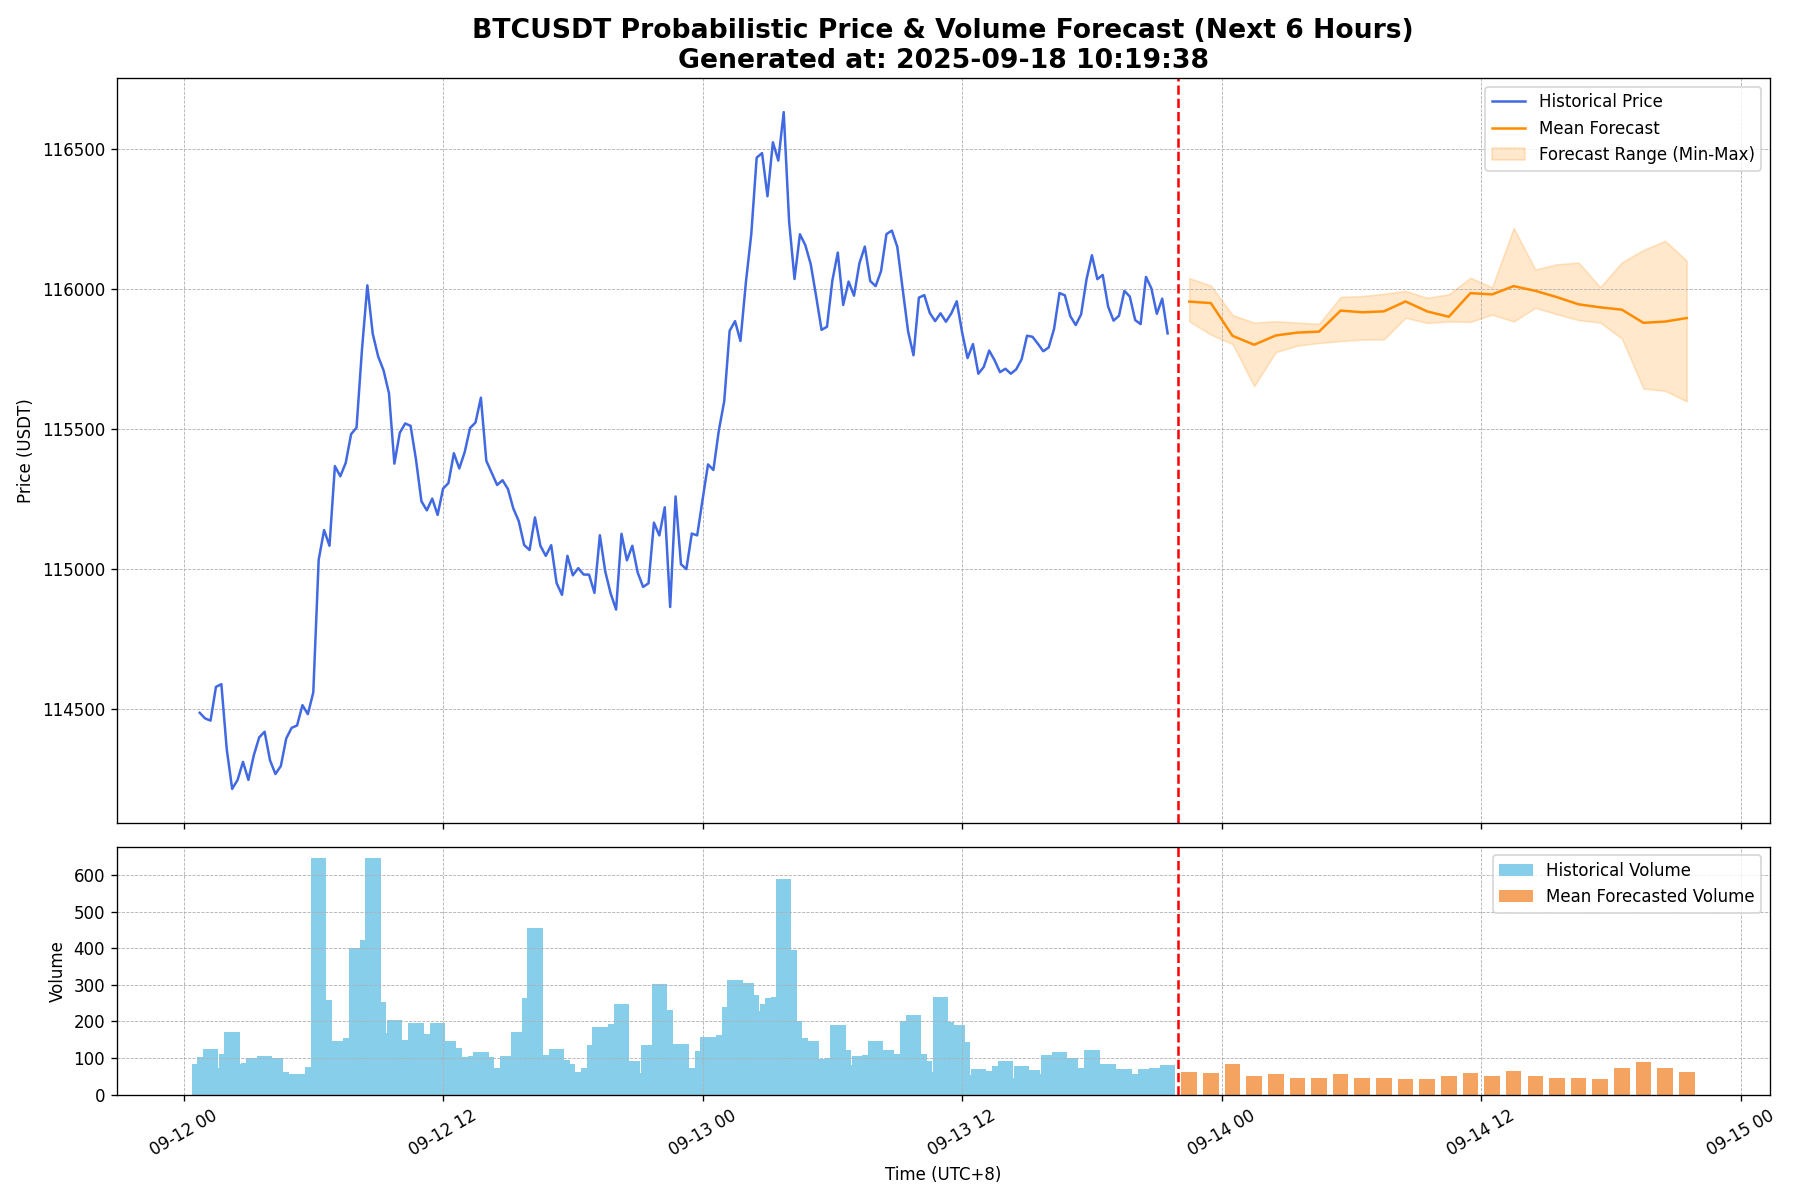 BTCUSDT Probabilistic Price & Volume Forecast (Next 6 Hours)
Generated at: 2025-09-18 10:19:38
Historical Price
Mean Forecast
Forecast Range (Min-Max)
Price (USDT)
116500
116000
115500
115000
114500
Historical Volume
Mean Forecasted Volume
Volume
600
500
400
300
200
100
0
09-12 00
09-12 12
09-13 00
09-13 12
09-14 00
09-14 12
09-15 00
Time (UTC+8)